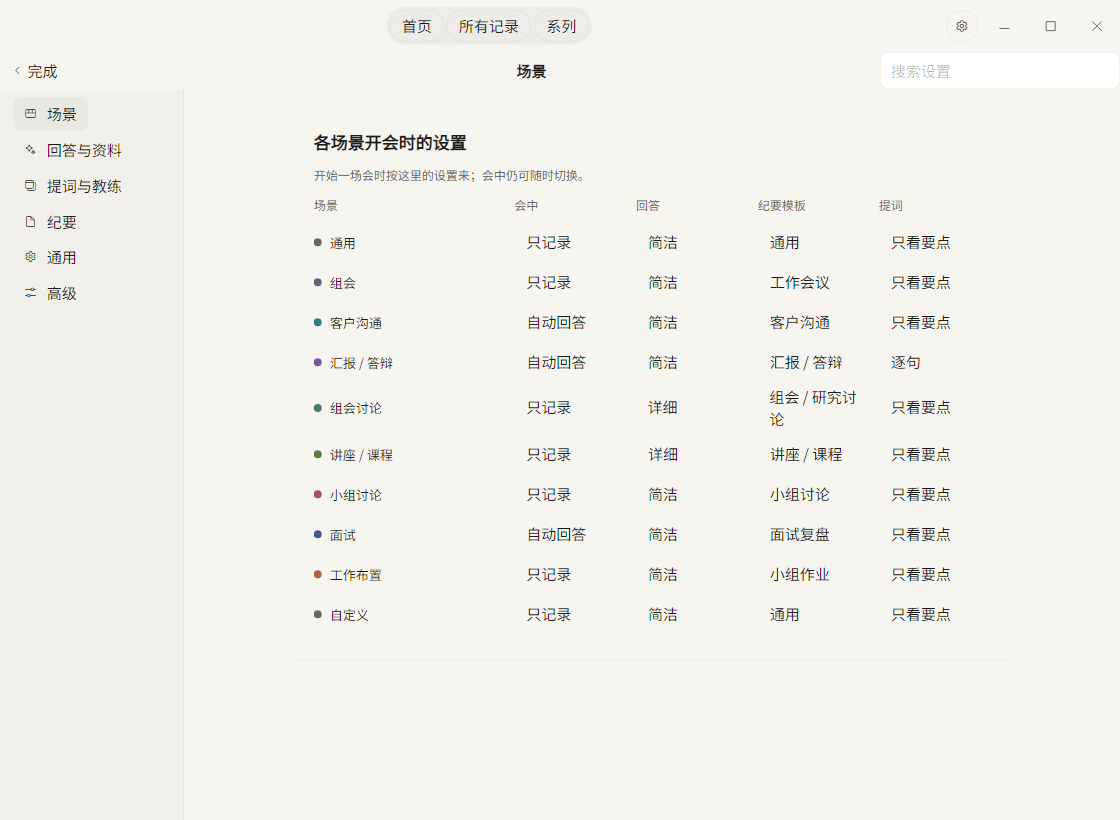 首页 所有记录 系列
完成 场景 搜索设置
场景
回答与资料
提词与教练
纪要
通用
高级
各场景开会时的设置
开始一场会时按这里的设置来；会中仍可随时切换。
场景 会中 回答 纪要模板 提词
通用 只记录 简洁 通用 只看要点
组会 只记录 简洁 工作会议 只看要点
客户沟通 自动回答 简洁 客户沟通 只看要点
汇报 / 答辩 自动回答 简洁 汇报 / 答辩 逐句
组会讨论 只记录 详细 组会 / 研究讨
论 只看要点
讲座 / 课程 只记录 详细 讲座 / 课程 只看要点
小组讨论 只记录 简洁 小组讨论 只看要点
面试 自动回答 简洁 面试复盘 只看要点
工作布置 只记录 简洁 小组作业 只看要点
自定义 只记录 简洁 通用 只看要点